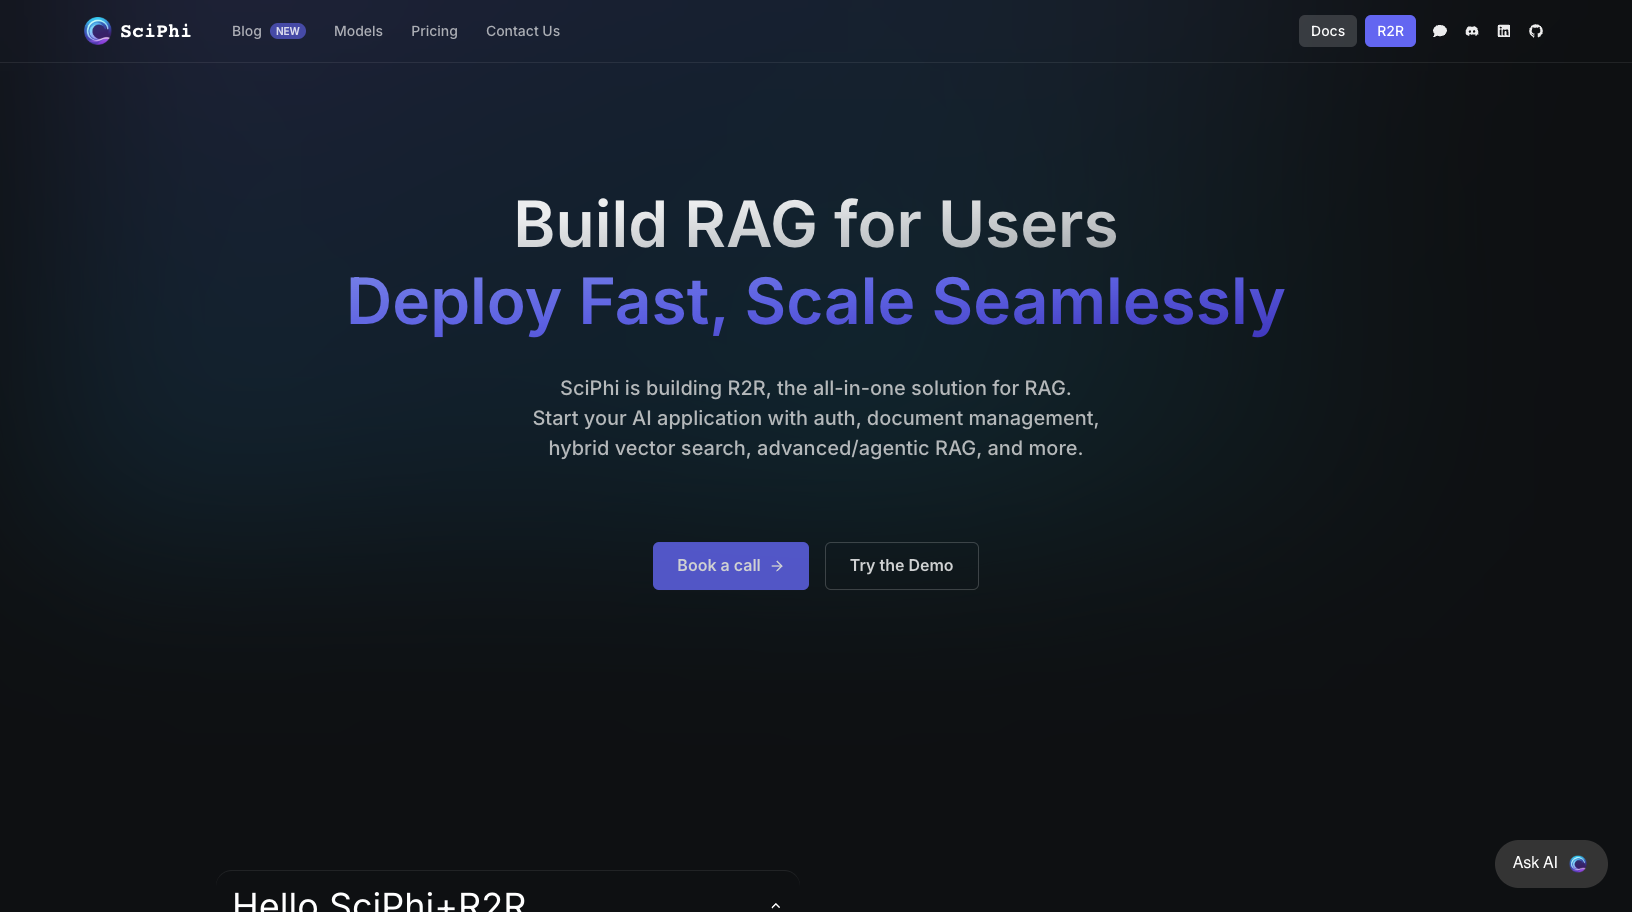 SciPhi
Blog NEW
Models
Pricing
Contact Us
Docs
R2R
Build RAG for Users
Deploy Fast, Scale Seamlessly
SciPhi is building R2R, the all-in-one solution for RAG.
Start your AI application with auth, document management,
hybrid vector search, advanced/agentic RAG, and more.
Book a call
Try the Demo
Ask AI
Hello SciPhi+R2R